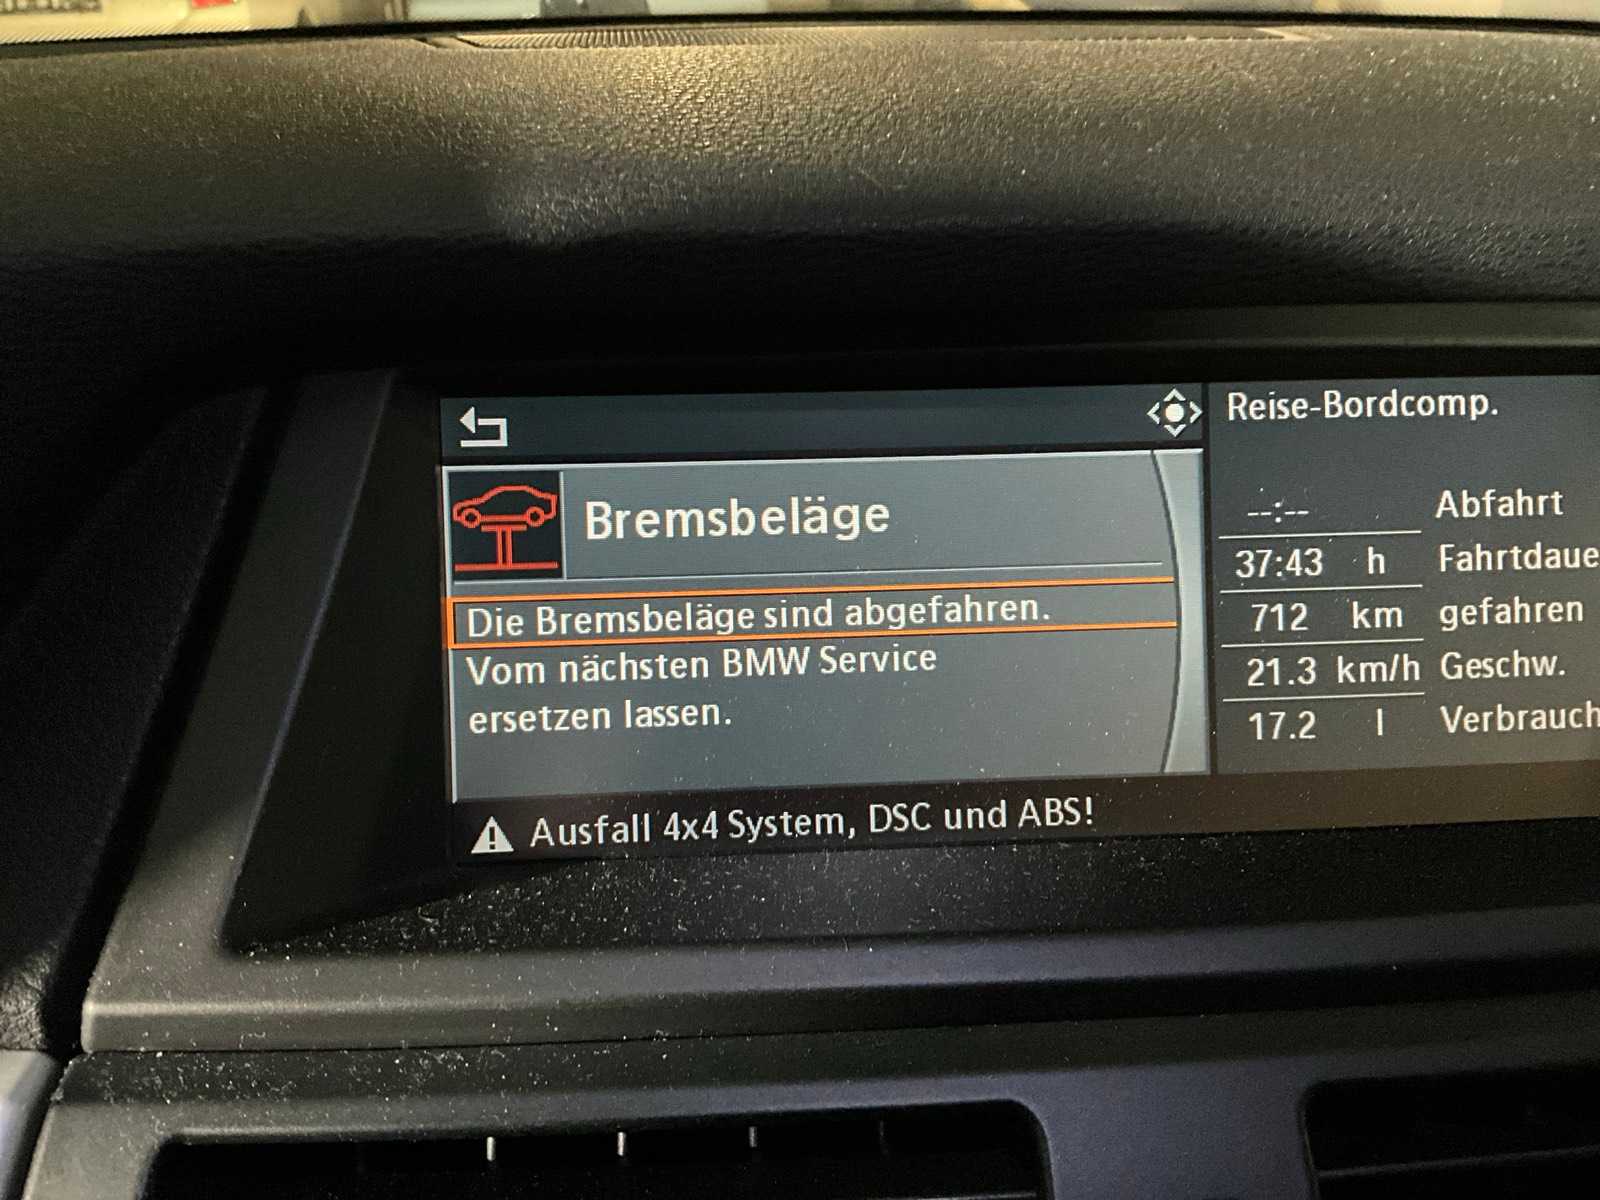 Bremsbeläge
Die Bremsbeläge sind abgefahren.
Vom nächsten BMW Service
ersetzen lassen.
Ausfall 4x4 System, DSC und ABS!
Reise-Bordcomp.
--:-- Abfahrt
37:43 h Fahrtdaue
712 km gefahren
21.3 km/h Geschw.
17.2 l Verbrauch